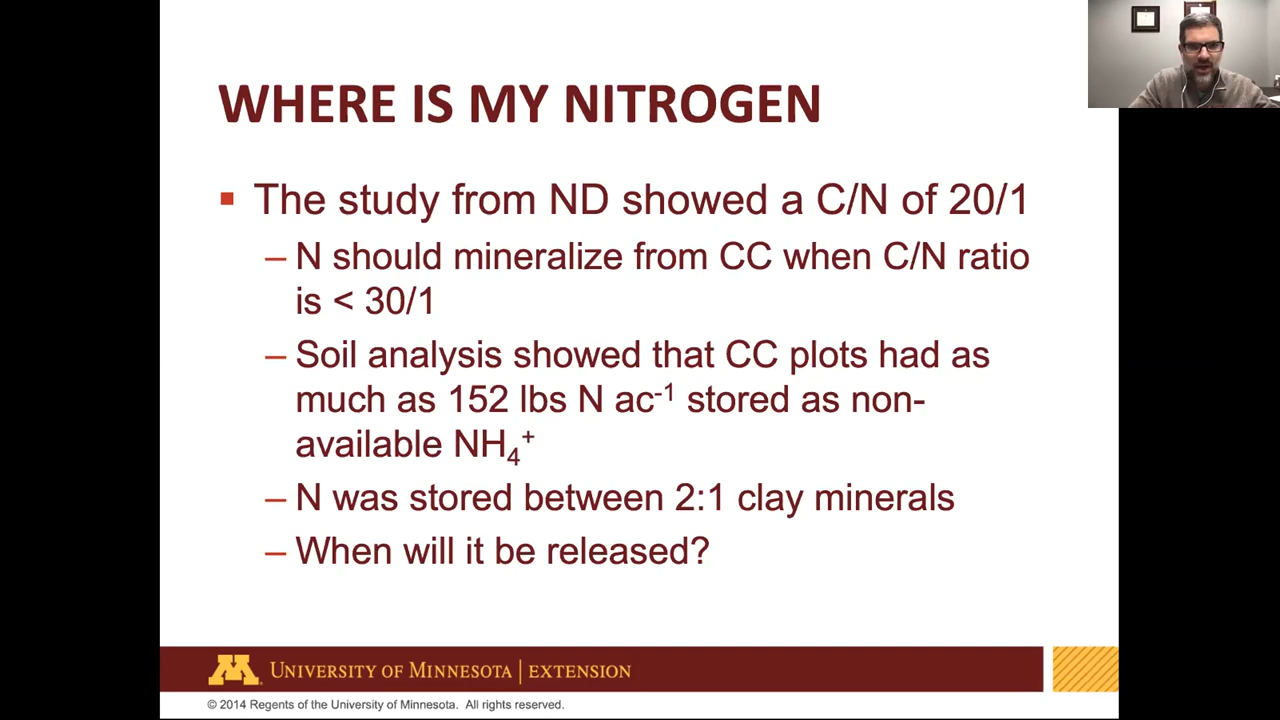 WHERE IS MY NITROGEN
▪ The study from ND showed a C/N of 20/1
– N should mineralize from CC when C/N ratio
is < 30/1
– Soil analysis showed that CC plots had as
much as 152 lbs N ac⁻¹ stored as non-
available NH₄⁺
– N was stored between 2:1 clay minerals
– When will it be released?
UNIVERSITY OF MINNESOTA | EXTENSION
© 2014 Regents of the University of Minnesota. All rights reserved.